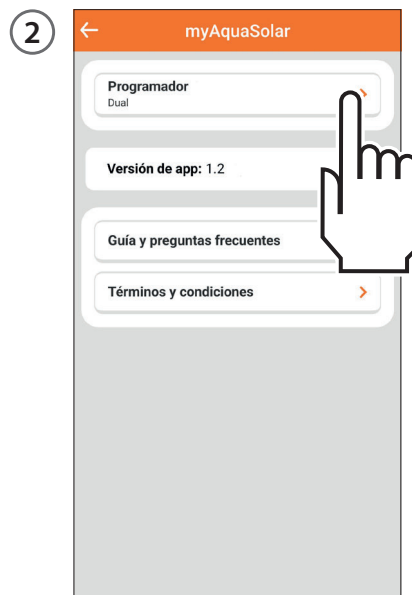 2
myAquaSolar
Programador
Dual
Versión de app: 1.2
Guía y preguntas frecuentes
Términos y condiciones